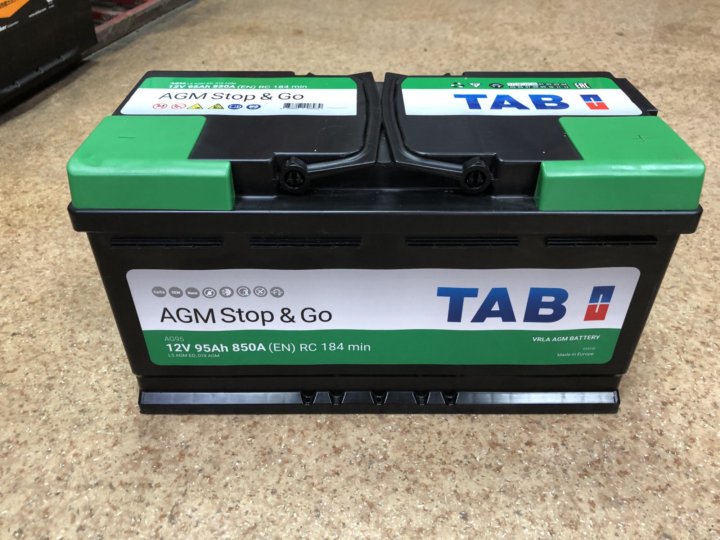 AGM Stop & Go
12V 95Ah 850A (EN) RC 184 min
TAB
AGM Stop & Go
TAB
AG95
12V 95Ah 850A (EN) RC 184 min
VRLA AGM BATTERY
Made in Europe